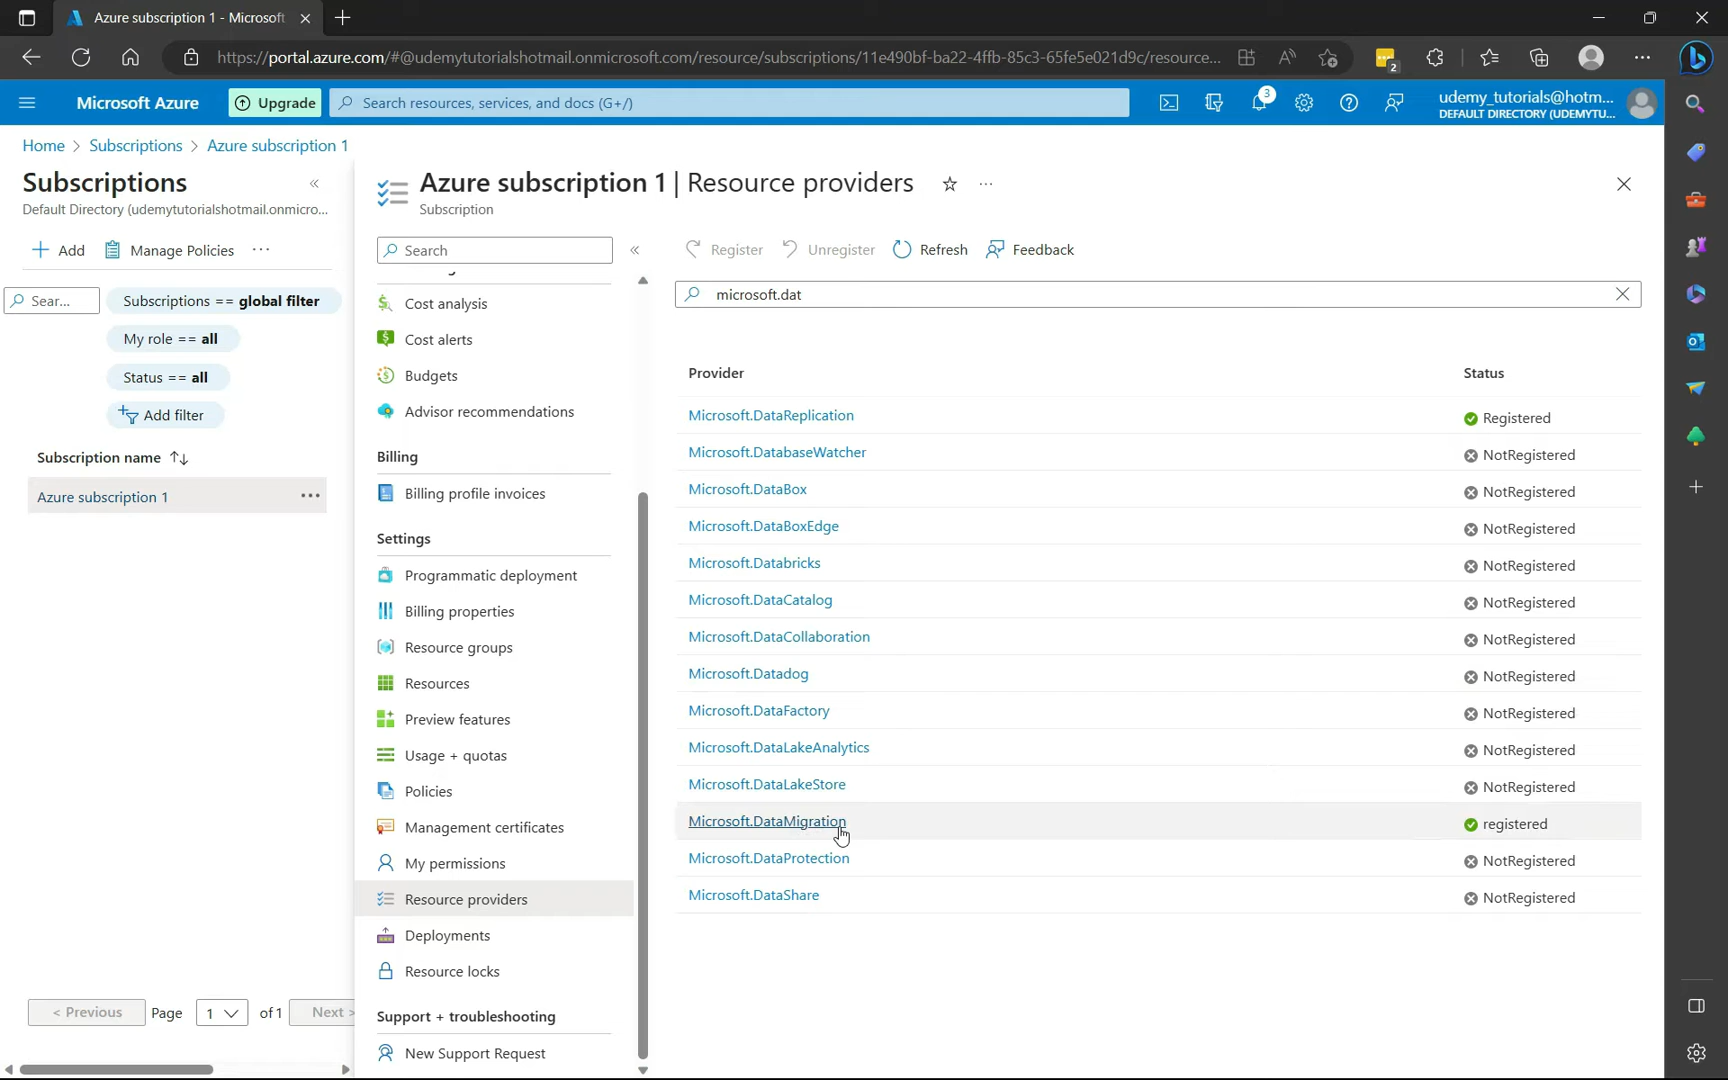 Azure subscription 1 - Microsoft
https://portal.azure.com/#@udemytutorialshotmail.onmicrosoft.com/resource/subscriptions/11e490bf-ba22-4ffb-85c3-65fe5e021d9c/resource...
2
Microsoft Azure
Upgrade
Search resources, services, and docs (G+/)
3
udemy_tutorials@hotm...
DEFAULT DIRECTORY (UDEMYTU...
Home > Subscriptions > Azure subscription 1
Subscriptions
Default Directory (udemytutorialshotmail.onmicro...
Add
Manage Policies
Sear...
Subscriptions == global filter
My role == all
Status == all
Add filter
Subscription name
Azure subscription 1
< Previous
Page
1
of 1
Next >
Azure subscription 1 | Resource providers
Subscription
Search
Cost analysis
Cost alerts
Budgets
Advisor recommendations
Billing
Billing profile invoices
Settings
Programmatic deployment
Billing properties
Resource groups
Resources
Preview features
Usage + quotas
Policies
Management certificates
My permissions
Resource providers
Deployments
Resource locks
Support + troubleshooting
New Support Request
Register
Unregister
Refresh
Feedback
microsoft.dat
Provider Status
Microsoft.DataReplication Registered
Microsoft.DatabaseWatcher NotRegistered
Microsoft.DataBox NotRegistered
Microsoft.DataBoxEdge NotRegistered
Microsoft.Databricks NotRegistered
Microsoft.DataCatalog NotRegistered
Microsoft.DataCollaboration NotRegistered
Microsoft.Datadog NotRegistered
Microsoft.DataFactory NotRegistered
Microsoft.DataLakeAnalytics NotRegistered
Microsoft.DataLakeStore NotRegistered
Microsoft.DataMigration registered
Microsoft.DataProtection NotRegistered
Microsoft.DataShare NotRegistered